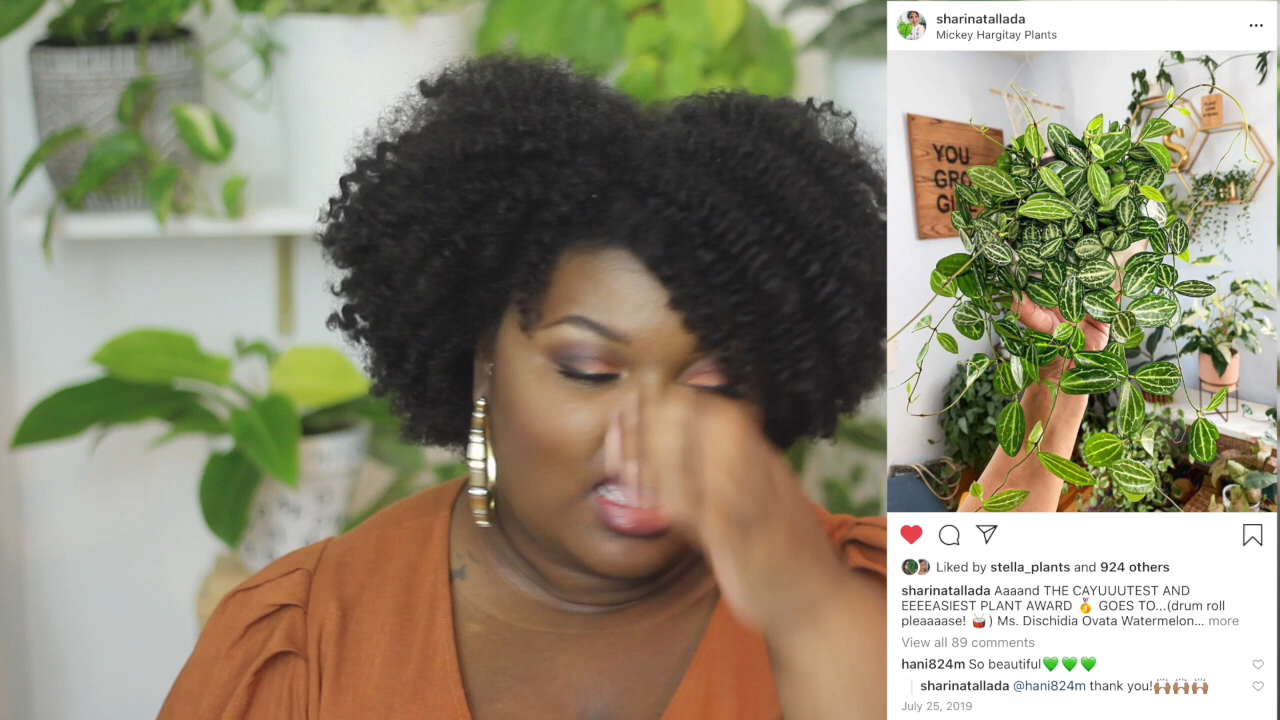 sharinatallada
Mickey Hargitay Plants
YOU
GRO
GI
S
Liked by stella_plants and 924 others
sharinatallada Aaaand THE CAYUUUTEST AND
EEEEASIEST PLANT AWARD 🥇 GOES TO...(drum roll
pleaaaase! 🥁) Ms. Dischidia Ovata Watermelon... more
View all 89 comments
hani824m So beautiful💚💚💚
sharinatallada @hani824m thank you!🙌🏽🙌🏽🙌🏽
July 25, 2019